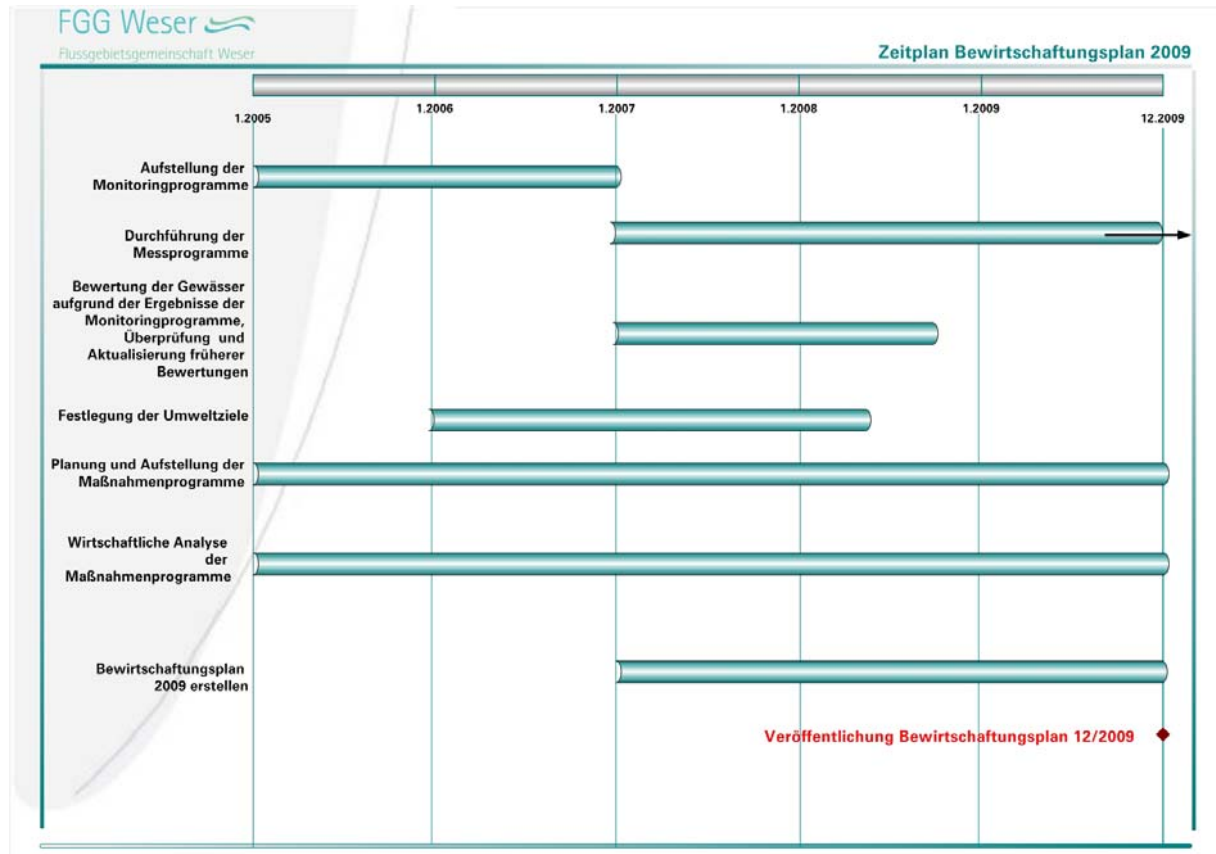 FGG Weser
Flussgebietsgemeinschaft Weser
Zeitplan Bewirtschaftungsplan 2009
1.2005
1.2006
1.2007
1.2008
1.2009
12.2009
Aufstellung der
Monitoringprogramme
Durchführung der
Messprogramme
Bewertung der Gewässer
aufgrund der Ergebnisse der
Monitoringprogramme,
Überprüfung und
Aktualisierung früherer
Bewertungen
Festlegung der Umweltziele
Planung und Aufstellung der
Maßnahmenprogramme
Wirtschaftliche Analyse
der
Maßnahmenprogramme
Bewirtschaftungsplan
2009 erstellen
Veröffentlichung Bewirtschaftungsplan 12/2009